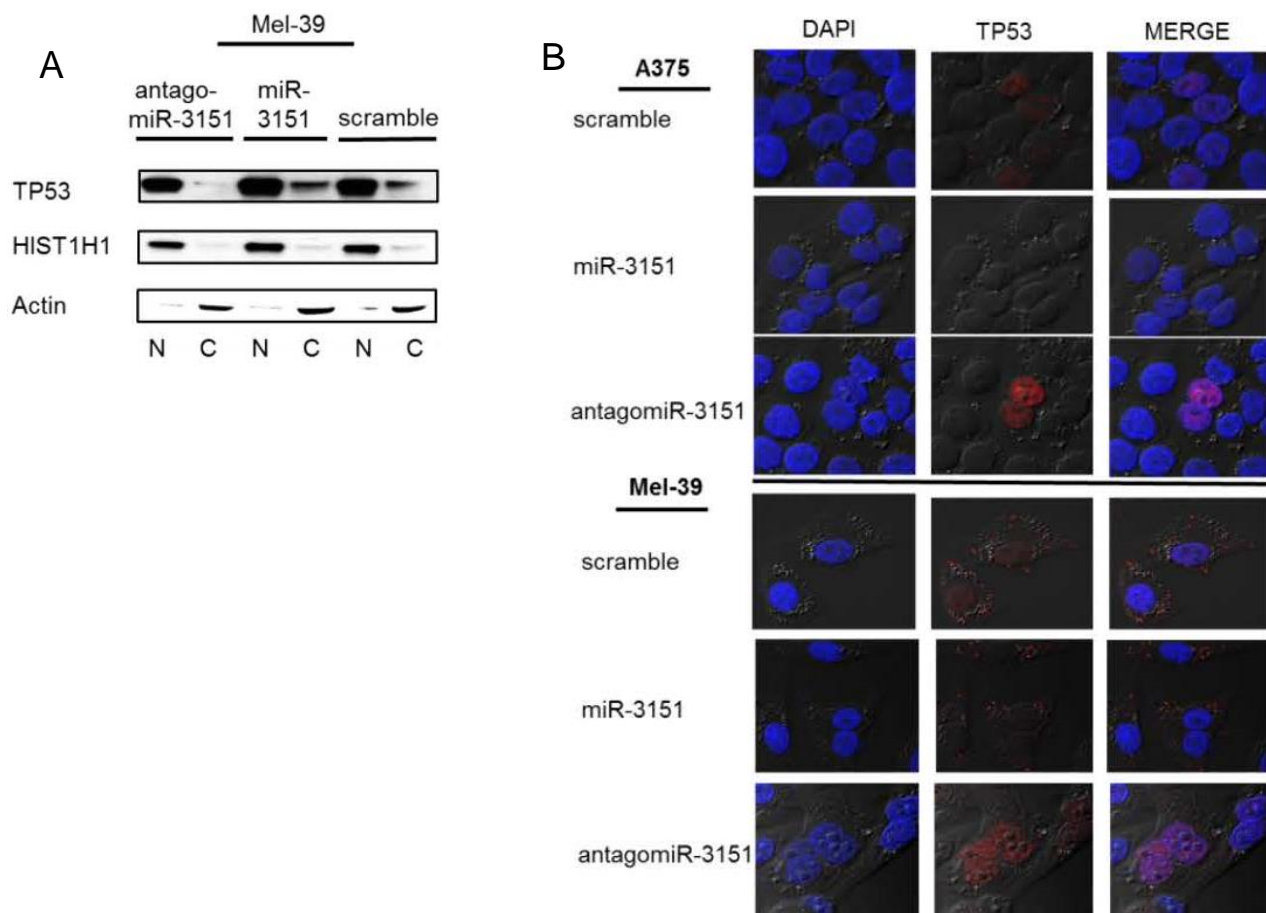 A
Mel-39
antago-
miR-3151
miR-
3151
scramble
TP53
HIST1H1
Actin
N C N C N C
B
DAPI TP53 MERGE
A375
scramble
miR-3151
antagomiR-3151
Mel-39
scramble
miR-3151
antagomiR-3151